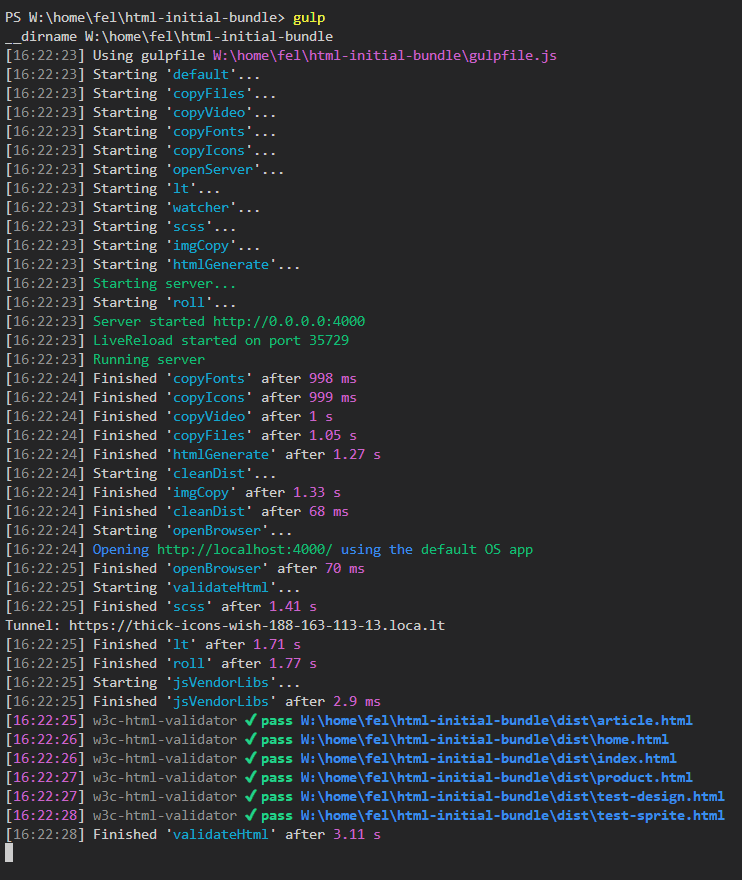 PS W:\home\fel\html-initial-bundle> gulp
__dirname W:\home\fel\html-initial-bundle
[16:22:23] Using gulpfile W:\home\fel\html-initial-bundle\gulpfile.js
[16:22:23] Starting 'default'...
[16:22:23] Starting 'copyFiles'...
[16:22:23] Starting 'copyVideo'...
[16:22:23] Starting 'copyFonts'...
[16:22:23] Starting 'copyIcons'...
[16:22:23] Starting 'openServer'...
[16:22:23] Starting 'lt'...
[16:22:23] Starting 'watcher'...
[16:22:23] Starting 'scss'...
[16:22:23] Starting 'imgCopy'...
[16:22:23] Starting 'htmlGenerate'...
[16:22:23] Starting server...
[16:22:23] Starting 'roll'...
[16:22:23] Server started http://0.0.0.0:4000
[16:22:23] LiveReload started on port 35729
[16:22:23] Running server
[16:22:24] Finished 'copyFonts' after 998 ms
[16:22:24] Finished 'copyIcons' after 999 ms
[16:22:24] Finished 'copyVideo' after 1 s
[16:22:24] Finished 'copyFiles' after 1.05 s
[16:22:24] Finished 'htmlGenerate' after 1.27 s
[16:22:24] Starting 'cleanDist'...
[16:22:24] Finished 'imgCopy' after 1.33 s
[16:22:24] Finished 'cleanDist' after 68 ms
[16:22:24] Starting 'openBrowser'...
[16:22:24] Opening http://localhost:4000/ using the default OS app
[16:22:25] Finished 'openBrowser' after 70 ms
[16:22:25] Starting 'validateHtml'...
[16:22:25] Finished 'scss' after 1.41 s
Tunnel: https://thick-icons-wish-188-163-113-13.loca.lt
[16:22:25] Finished 'lt' after 1.71 s
[16:22:25] Finished 'roll' after 1.77 s
[16:22:25] Starting 'jsVendorLibs'...
[16:22:25] Finished 'jsVendorLibs' after 2.9 ms
[16:22:25] w3c-html-validator ✔ pass W:\home\fel\html-initial-bundle\dist\article.html
[16:22:26] w3c-html-validator ✔ pass W:\home\fel\html-initial-bundle\dist\home.html
[16:22:26] w3c-html-validator ✔ pass W:\home\fel\html-initial-bundle\dist\index.html
[16:22:27] w3c-html-validator ✔ pass W:\home\fel\html-initial-bundle\dist\product.html
[16:22:27] w3c-html-validator ✔ pass W:\home\fel\html-initial-bundle\dist\test-design.html
[16:22:28] w3c-html-validator ✔ pass W:\home\fel\html-initial-bundle\dist\test-sprite.html
[16:22:28] Finished 'validateHtml' after 3.11 s